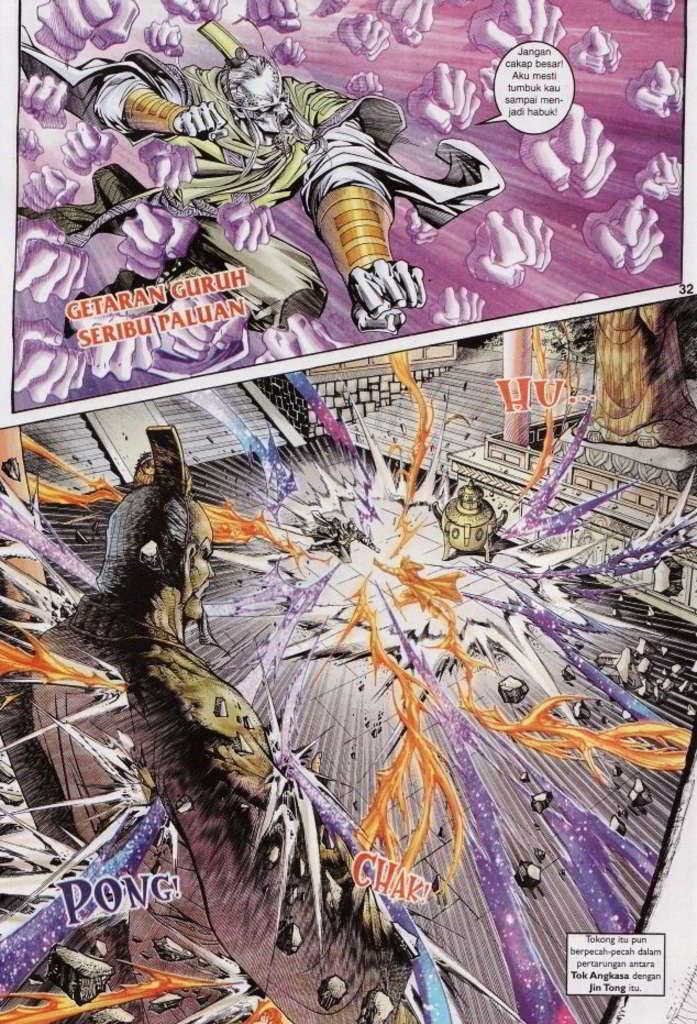 Jangan
cakap besar!
Aku mesti
tumbuk kau
sampai men-
jadi habuk!
32
GETARAN GURUH
SERIBU PALUAN
HU...
PONG!
CHAK!
Tokong itu pun
berpecah-pecah dalam
pertarungan antara
Tok Angkasa dengan
Jin Tong itu.